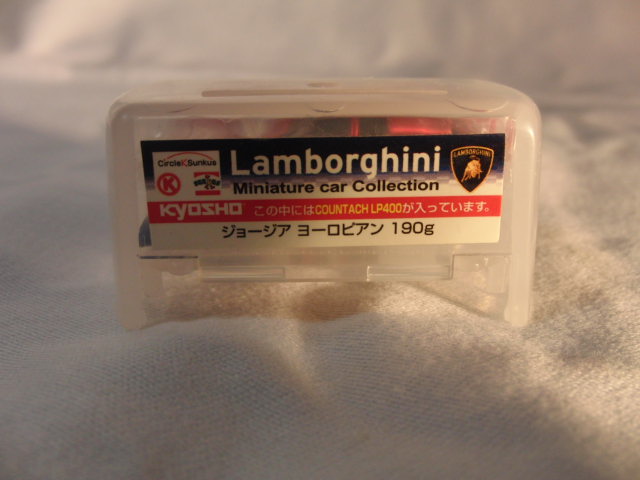 CircleKSunkus
Lamborghini
Miniature car Collection
K
LAMBORGHINI
KYOSHO この中にはCOUNTACH LP400が入っています。
ジョージア ヨーロピアン 190g